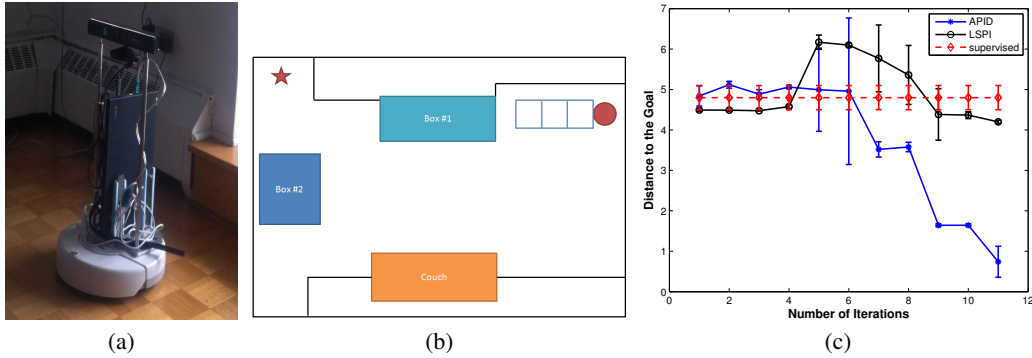 Box #1
Box #2
Couch
7
6
5
4
3
2
1
0
0
2
4
6
8
10
12
Distance to the Goal
Number of Iterations
APID
LSPI
supervised
(a)
(b)
(c)